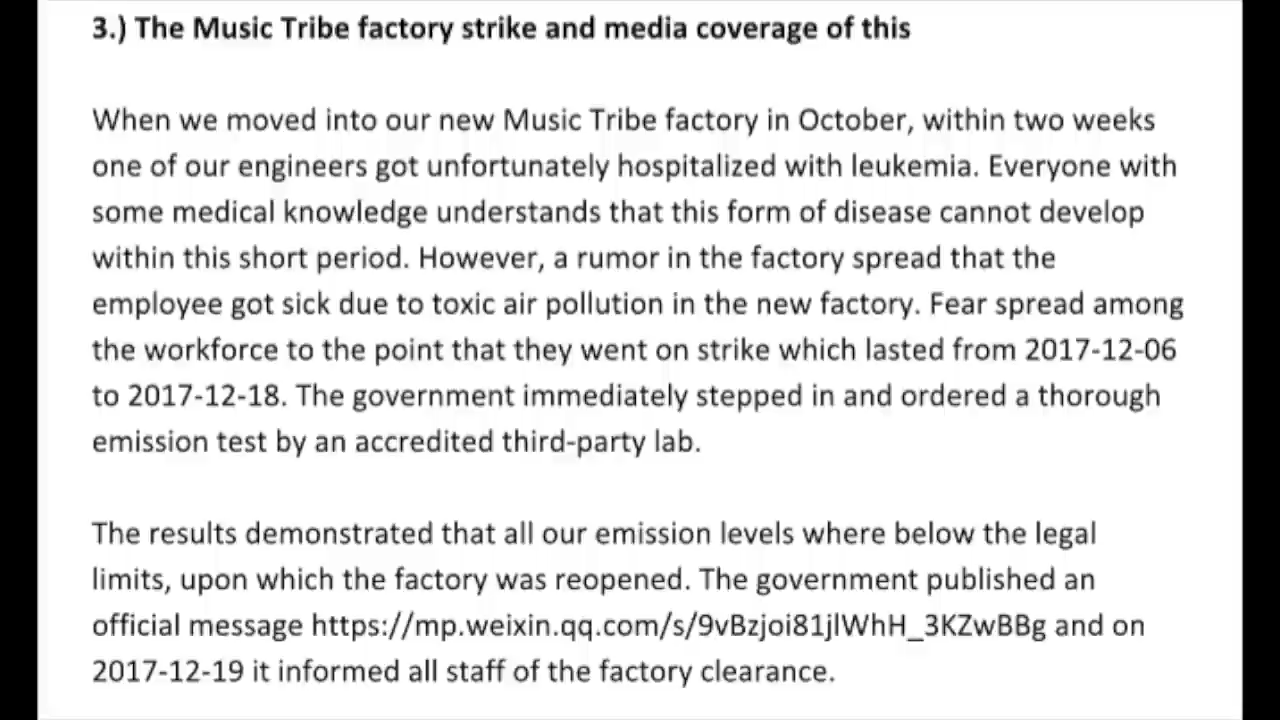 3.) The Music Tribe factory strike and media coverage of this
When we moved into our new Music Tribe factory in October, within two weeks
one of our engineers got unfortunately hospitalized with leukemia. Everyone with
some medical knowledge understands that this form of disease cannot develop
within this short period. However, a rumor in the factory spread that the
employee got sick due to toxic air pollution in the new factory. Fear spread among
the workforce to the point that they went on strike which lasted from 2017-12-06
to 2017-12-18. The government immediately stepped in and ordered a thorough
emission test by an accredited third-party lab.
The results demonstrated that all our emission levels where below the legal
limits, upon which the factory was reopened. The government published an
official message https://mp.weixin.qq.com/s/9vBzjoi81jlWhH_3KZwBBg and on
2017-12-19 it informed all staff of the factory clearance.